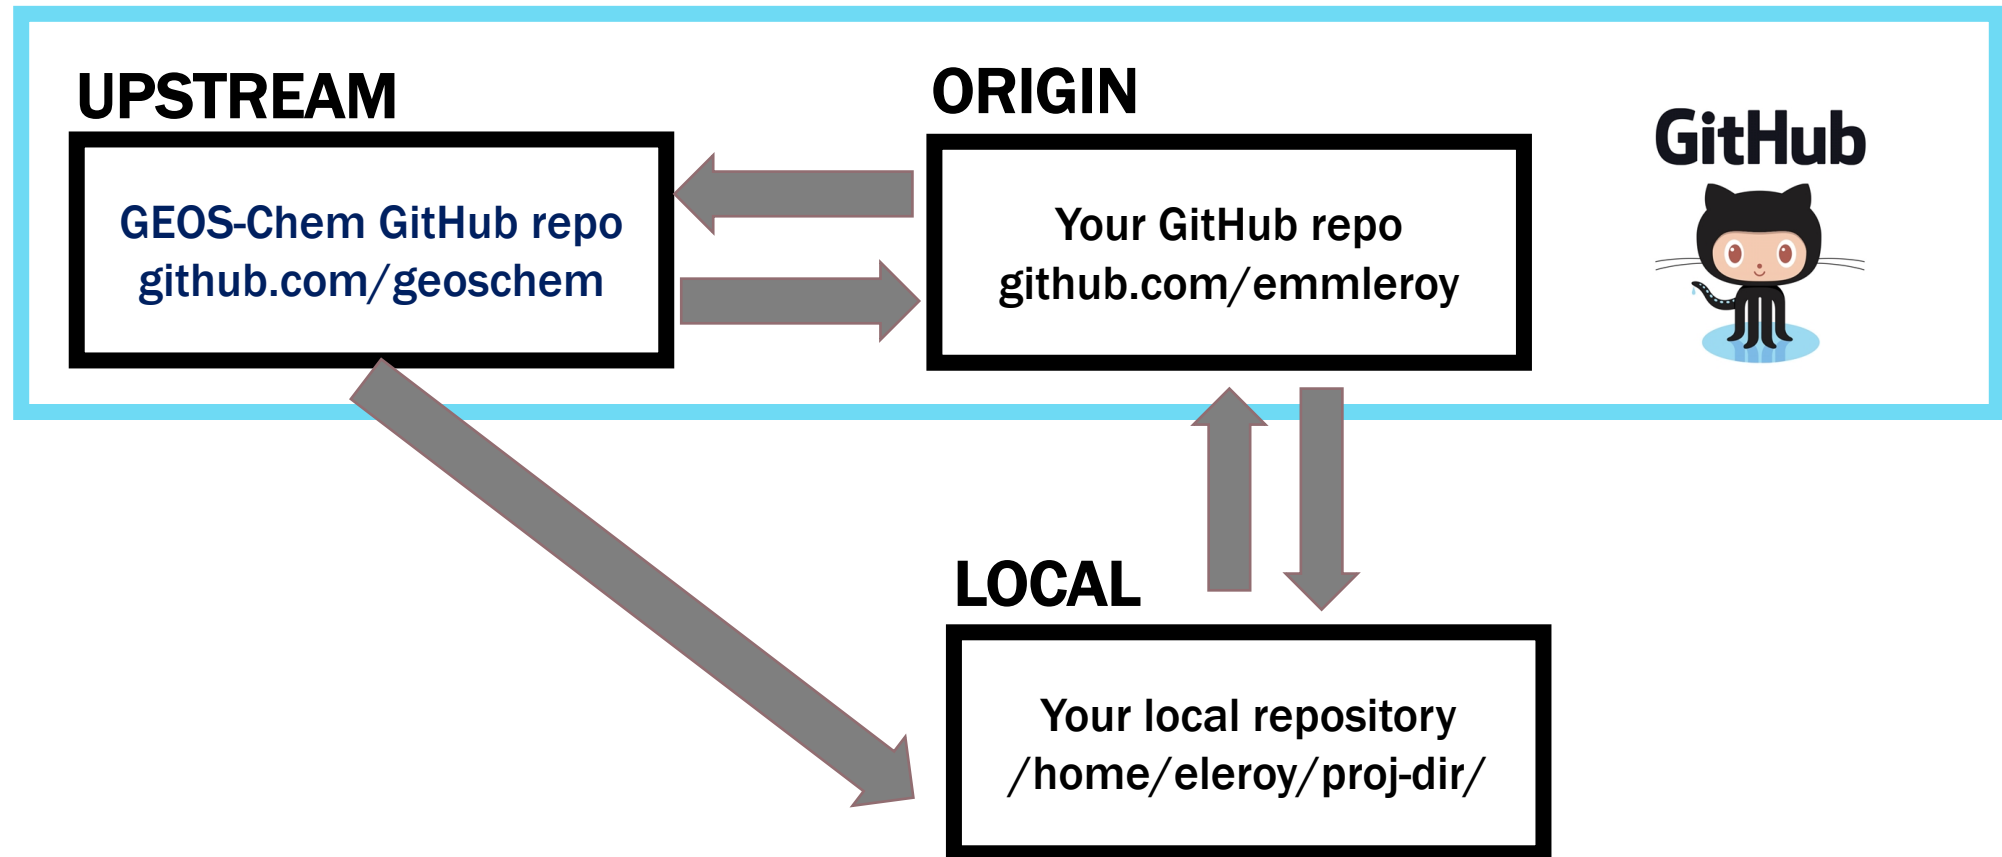 UPSTREAM
GEOS-Chem GitHub repo
github.com/geoschem
ORIGIN
Your GitHub repo
github.com/emmleroy
GitHub
LOCAL
Your local repository
/home/eleroy/proj-dir/